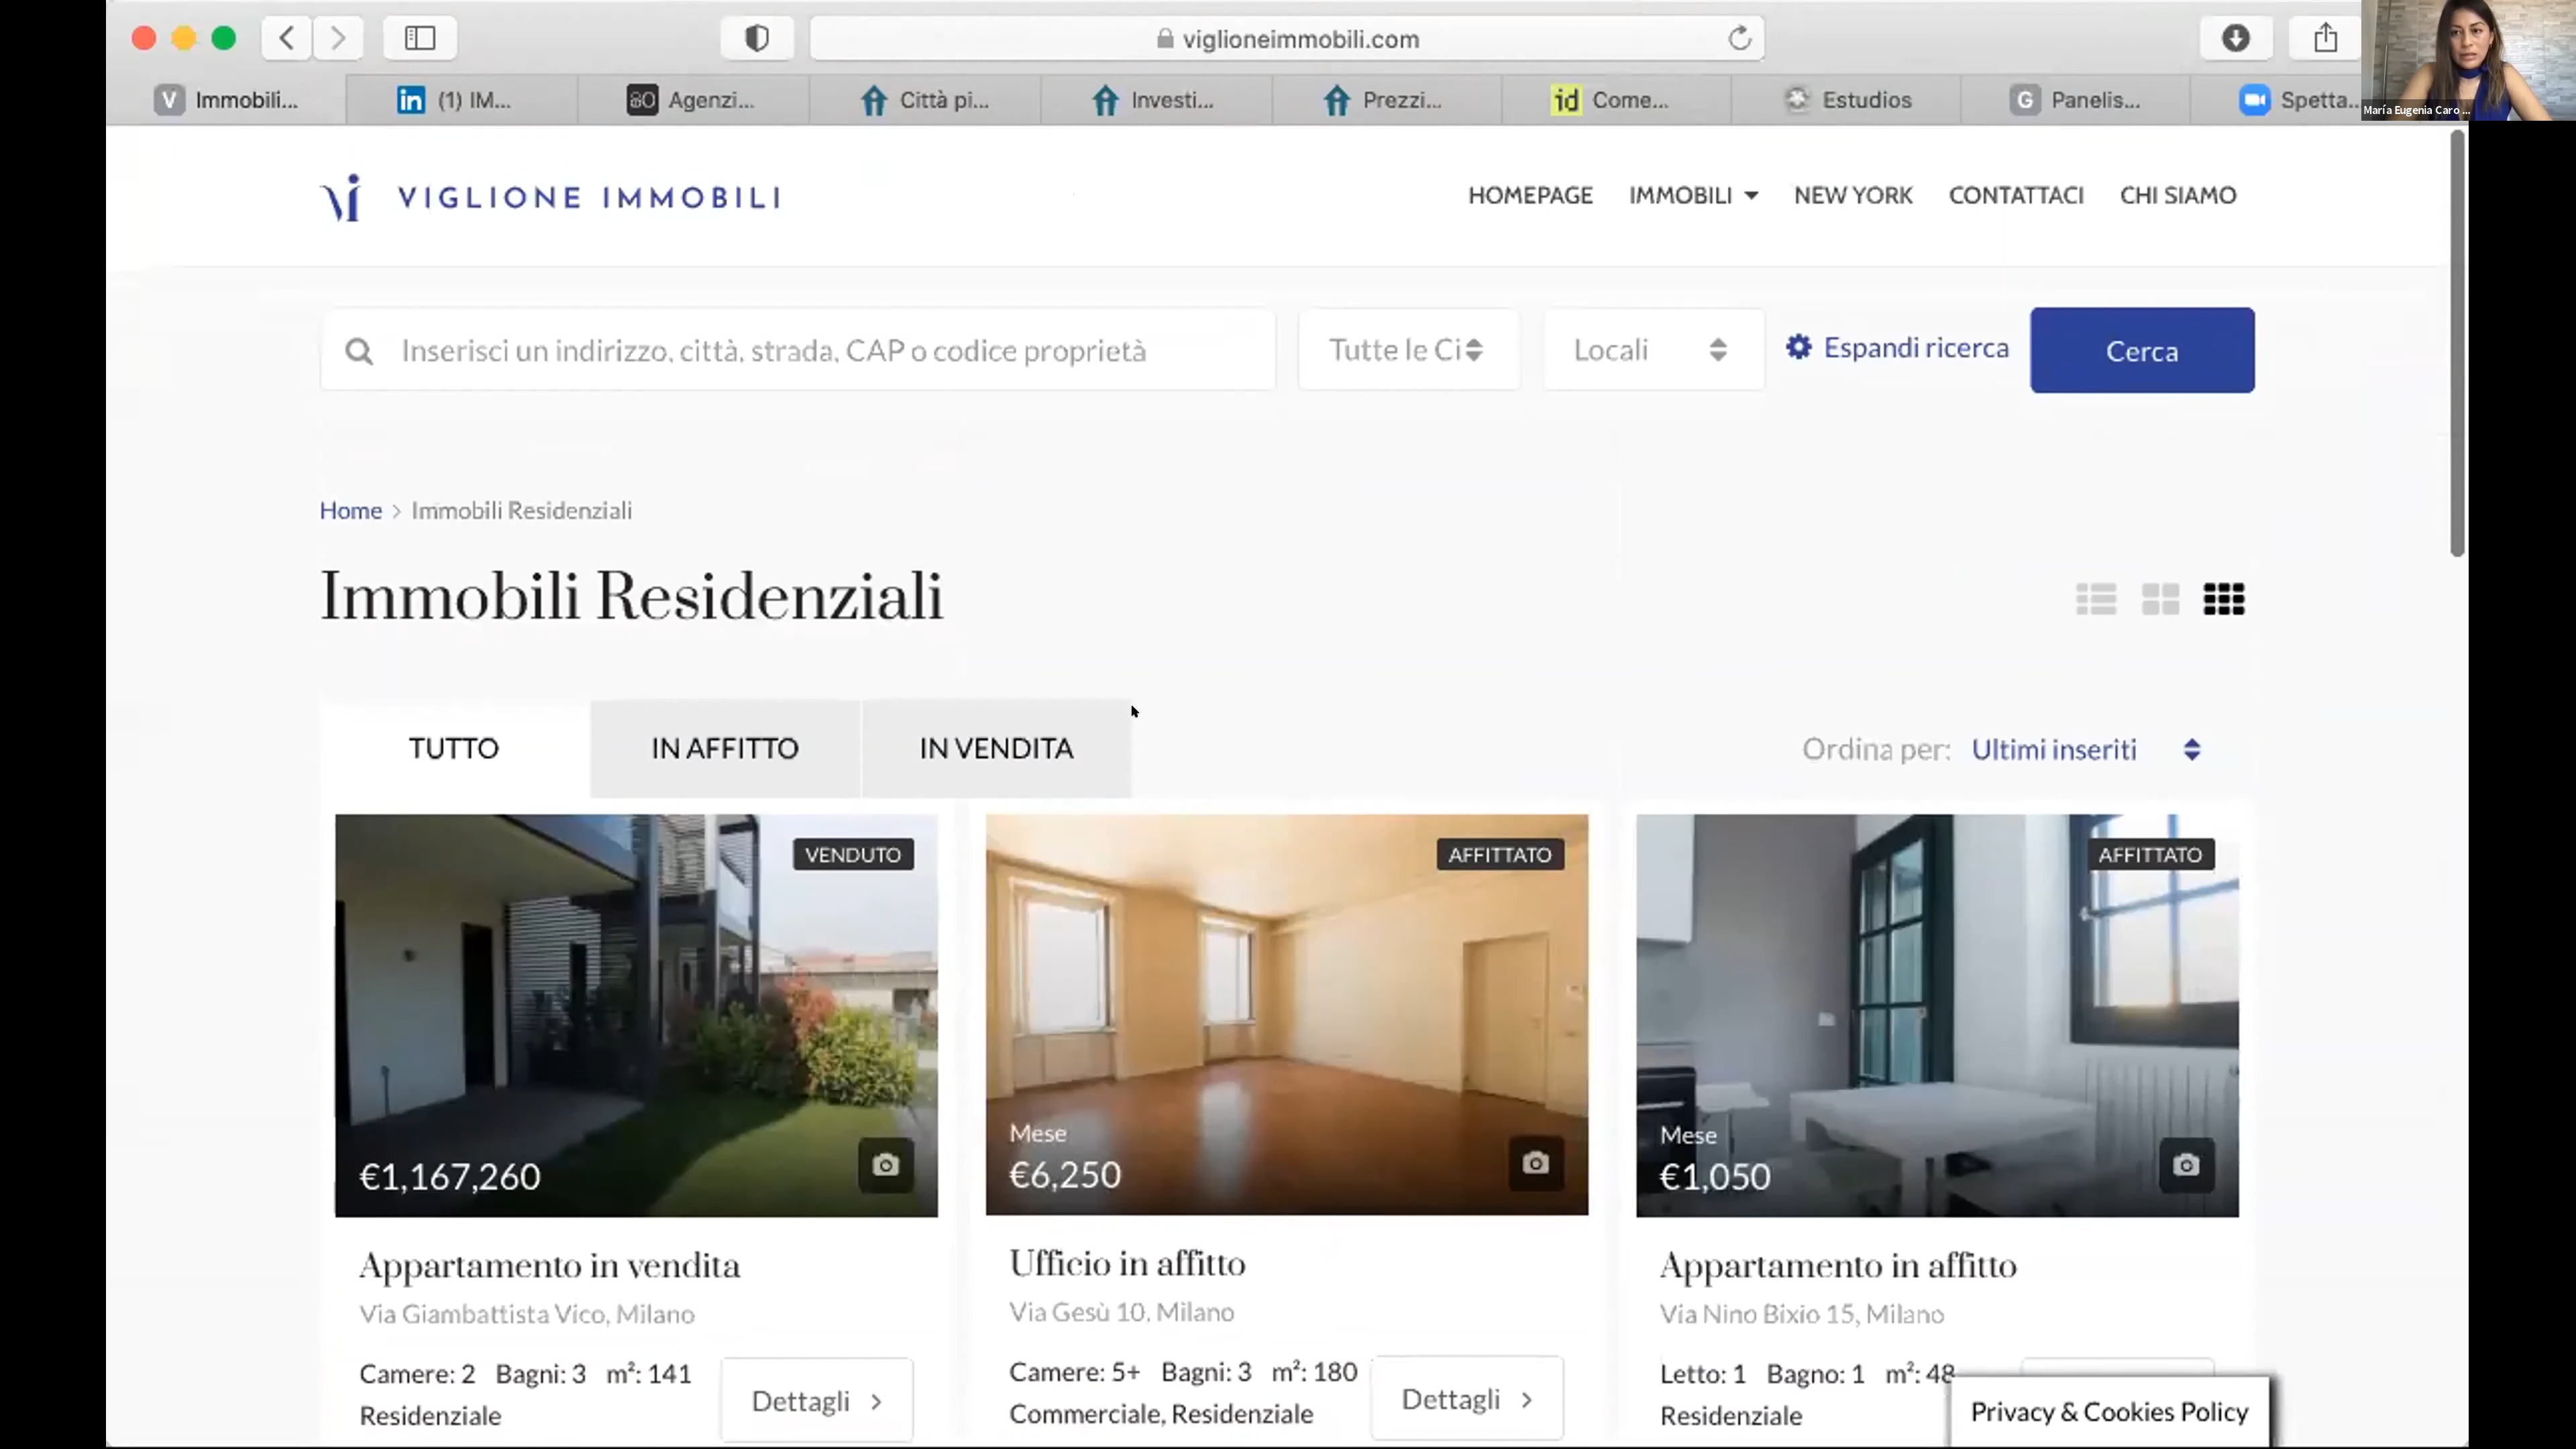 viglioneimmobili.com
V Immobili...
in (1) IM...
Agenzi...
Città pi...
Investi...
Prezzi...
id Come...
Estudios
G Panelis...
Spetta...
María Eugenia Caro ...
VIGLIONE IMMOBILI
HOMEPAGE IMMOBILI NEW YORK CONTATTACI CHI SIAMO
Inserisci un indirizzo, città, strada, CAP o codice proprietà
Tutte le Ci
Locali
Espandi ricerca
Cerca
Home > Immobili Residenziali
Immobili Residenziali
TUTTO IN AFFITTO IN VENDITA
Ordina per: Ultimi inseriti
VENDUTO
€1,167,260
Appartamento in vendita
Via Giambattista Vico, Milano
Camere: 2 Bagni: 3 m²: 141
Residenziale
Dettagli
AFFITTATO
Mese
€6,250
Ufficio in affitto
Via Gesù 10, Milano
Camere: 5+ Bagni: 3 m²: 180
Commerciale, Residenziale
Dettagli
AFFITTATO
Mese
€1,050
Appartamento in affitto
Via Nino Bixio 15, Milano
Letto: 1 Bagno: 1 m²: 48
Residenziale
Privacy & Cookies Policy